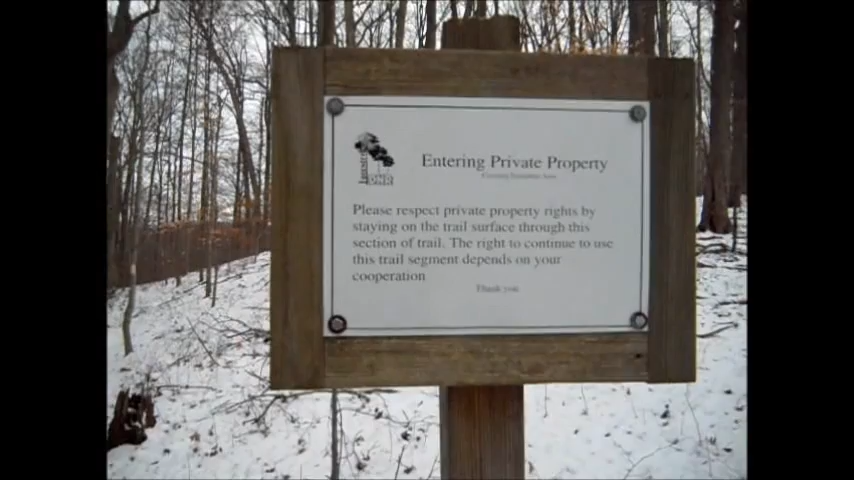 Entering Private Property
Please respect private property rights by
staying on the trail surface through this
section of trail. The right to continue to use
this trail segment depends on your
cooperation
Thank you
DNR